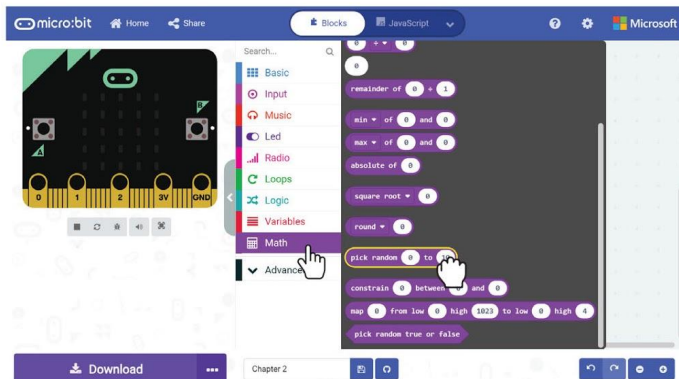 micro:bit Home Share Blocks JavaScript Microsoft
Search...
Basic
Input
Music
Led
Radio
Loops
Logic
Variables
Math
Advance
0 ÷ 0
0
remainder of 0 ÷ 1
min of 0 and 0
max of 0 and 0
absolute of 0
square root 0
round 0
pick random 0 to
constrain 0 between and 0
map 0 from low 0 high 1023 to low 0 high 4
pick random true or false
A
B
0 1 2 3V GND
Download ... Chapter 2